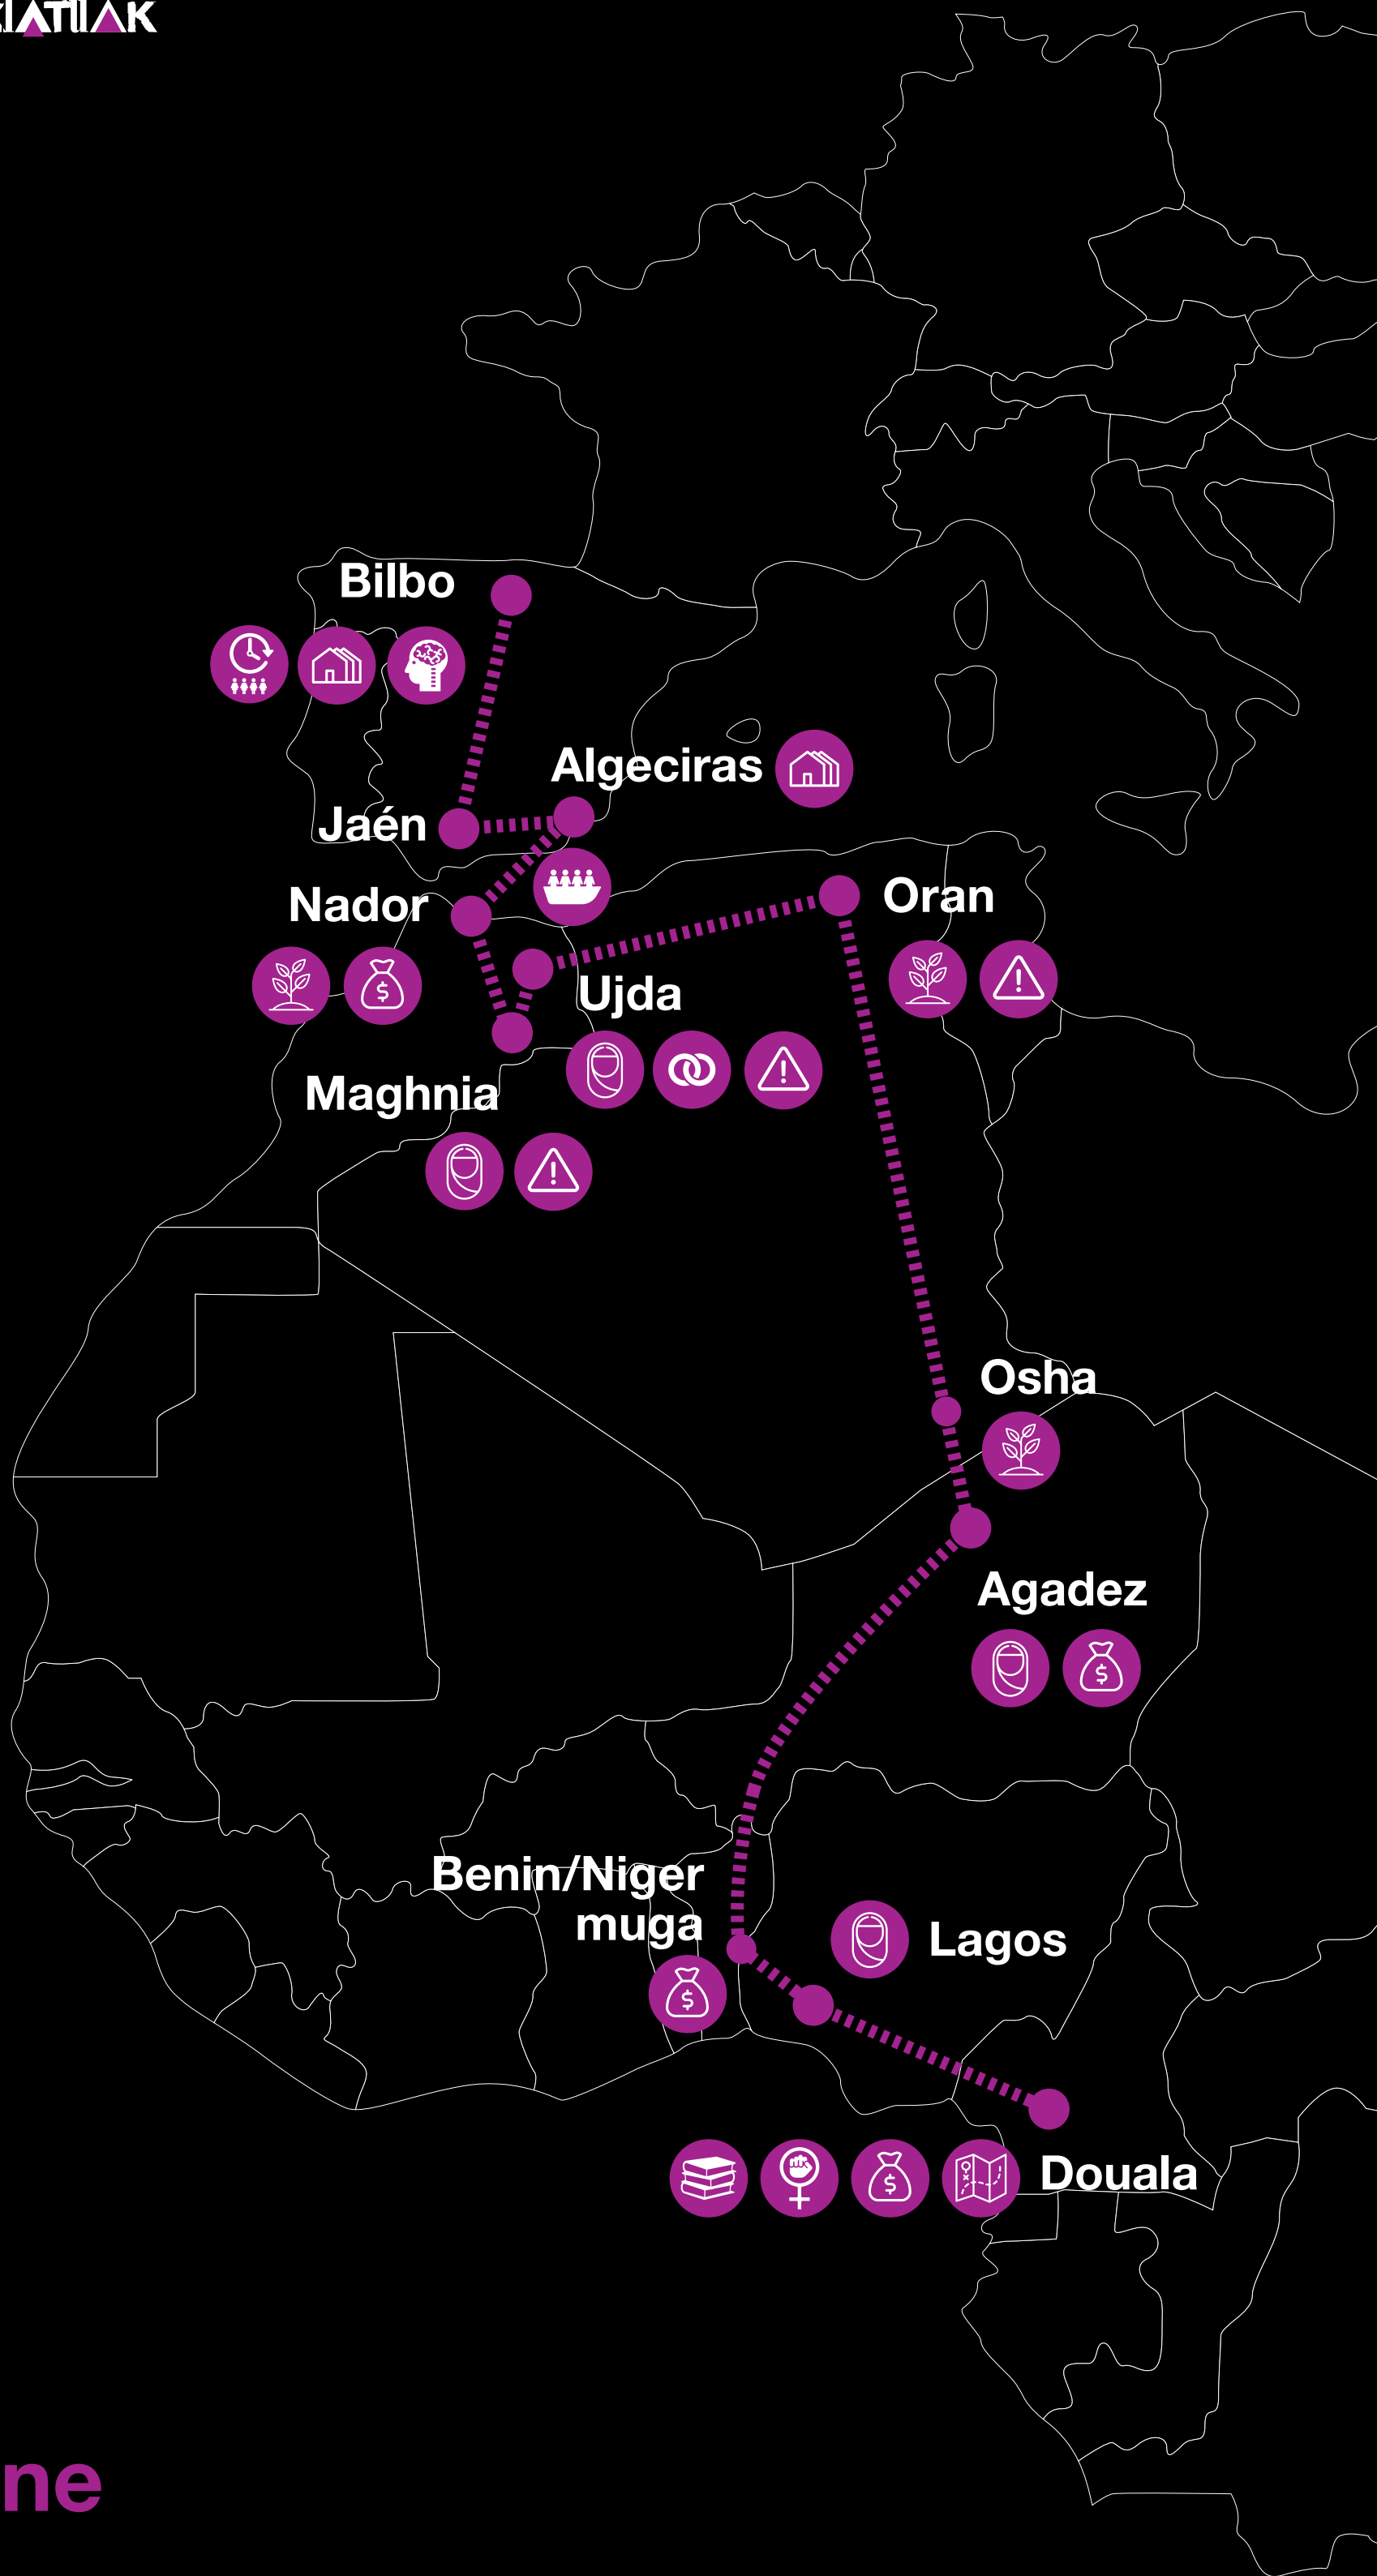 Bilbo
Algeciras
Jaén
Nador
Oran
Ujda
Maghnia
Osha
Agadez
Benin/Niger
muga
Lagos
Douala
ne